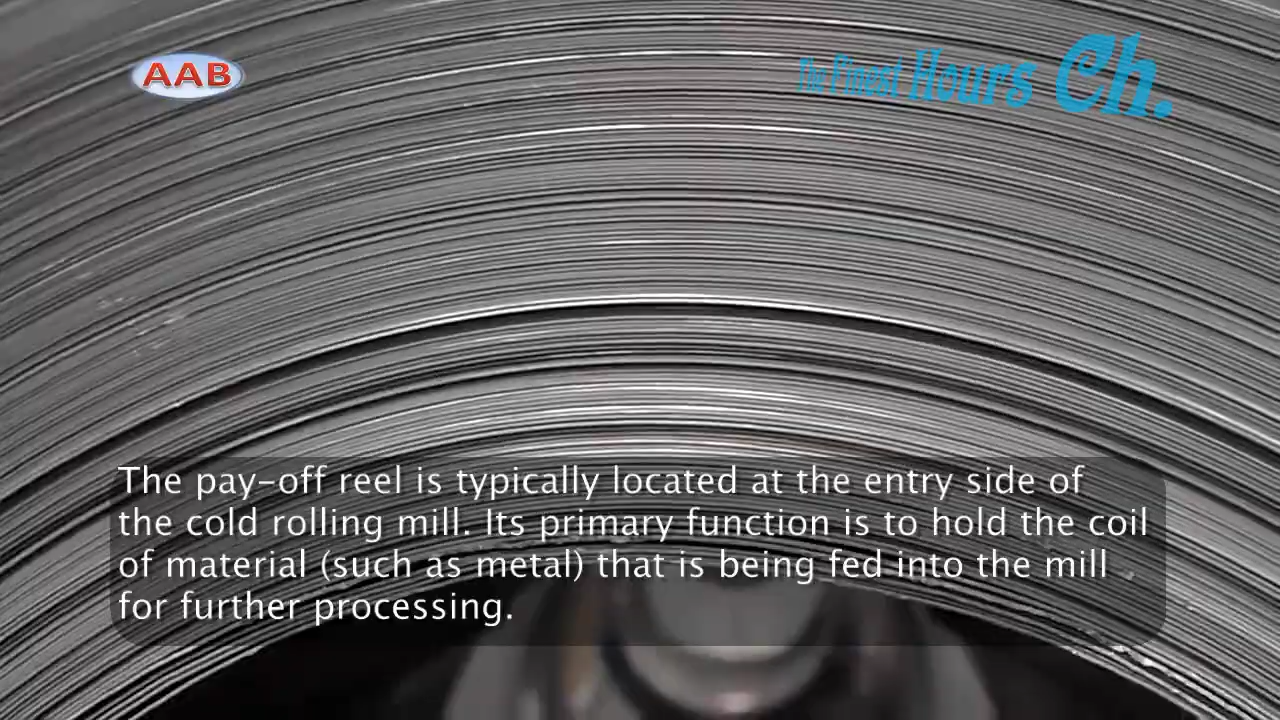 AAB
The Finest Hours Ch.
The pay-off reel is typically located at the entry side of
the cold rolling mill. Its primary function is to hold the coil
of material (such as metal) that is being fed into the mill
for further processing.